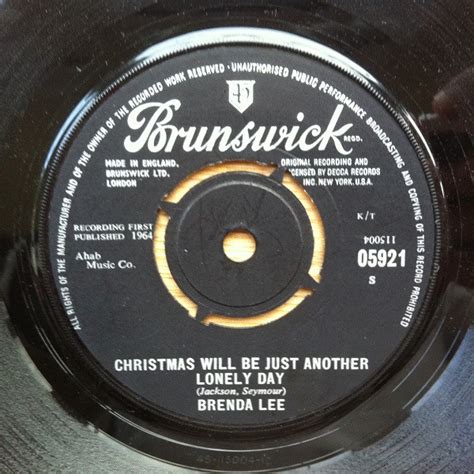 ALL RIGHTS OF THE MANUFACTURER AND OF THE OWNER OF THE RECORDED WORK RESERVED · UNAUTHORISED PUBLIC PERFORMANCE BROADCASTING AND COPYING OF THIS RECORD PROHIBITED
Brunswick
REGD.
MADE IN ENGLAND,
BRUNSWICK LTD.
LONDON
ORIGINAL RECORDING AND
LICENSED BY DECCA RECORDS
INC. NEW YORK. U.S.A.
RECORDING FIRST
PUBLISHED 1964
K/T
115004
Ahab
Music Co.
05921
S
CHRISTMAS WILL BE JUST ANOTHER
LONELY DAY
(Jackson, Seymour)
BRENDA LEE